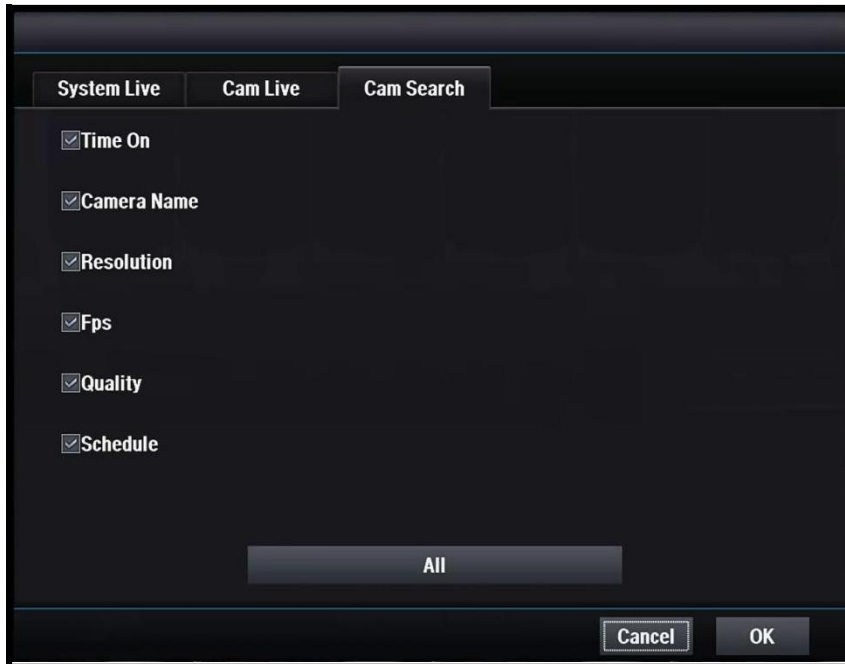 System Live Cam Live Cam Search
Time On
Camera Name
Resolution
Fps
Quality
Schedule
All
Cancel OK